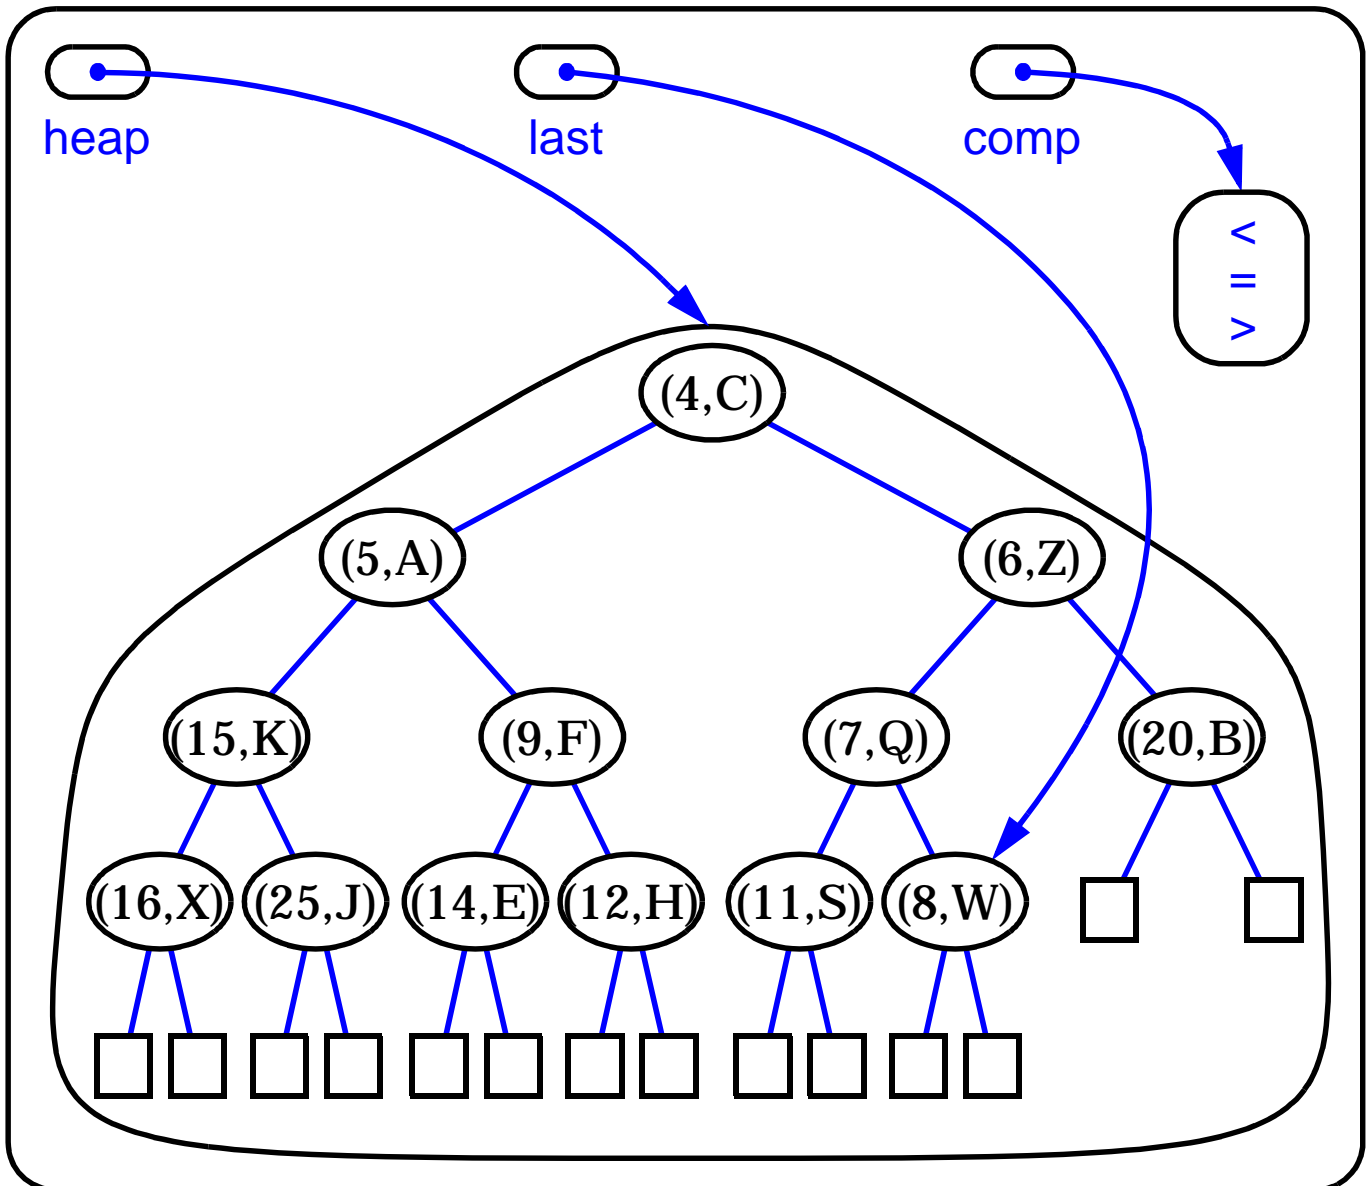 heap last comp
<
=
>
(4,C)
(5,A) (6,Z)
(15,K) (9,F) (7,Q) (20,B)
(16,X) (25,J) (14,E) (12,H) (11,S) (8,W)